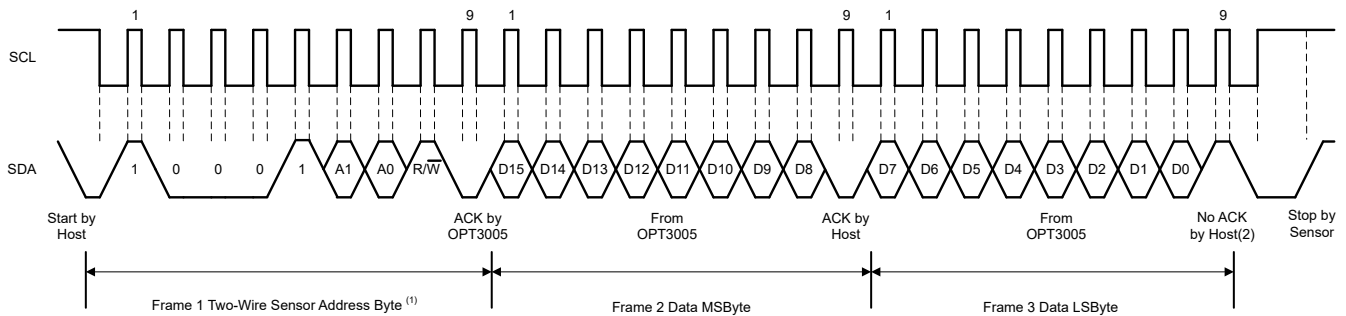 1 9 1 9 1 9
SCL
SDA 1 0 0 0 1 A1 A0 R/W̅ D15 D14 D13 D12 D11 D10 D9 D8 D7 D6 D5 D4 D3 D2 D1 D0
Start by
Host
ACK by
OPT3005
From
OPT3005
ACK by
Host
From
OPT3005
No ACK
by Host(2)
Stop by
Sensor
Frame 1 Two-Wire Sensor Address Byte (1)
Frame 2 Data MSByte
Frame 3 Data LSByte